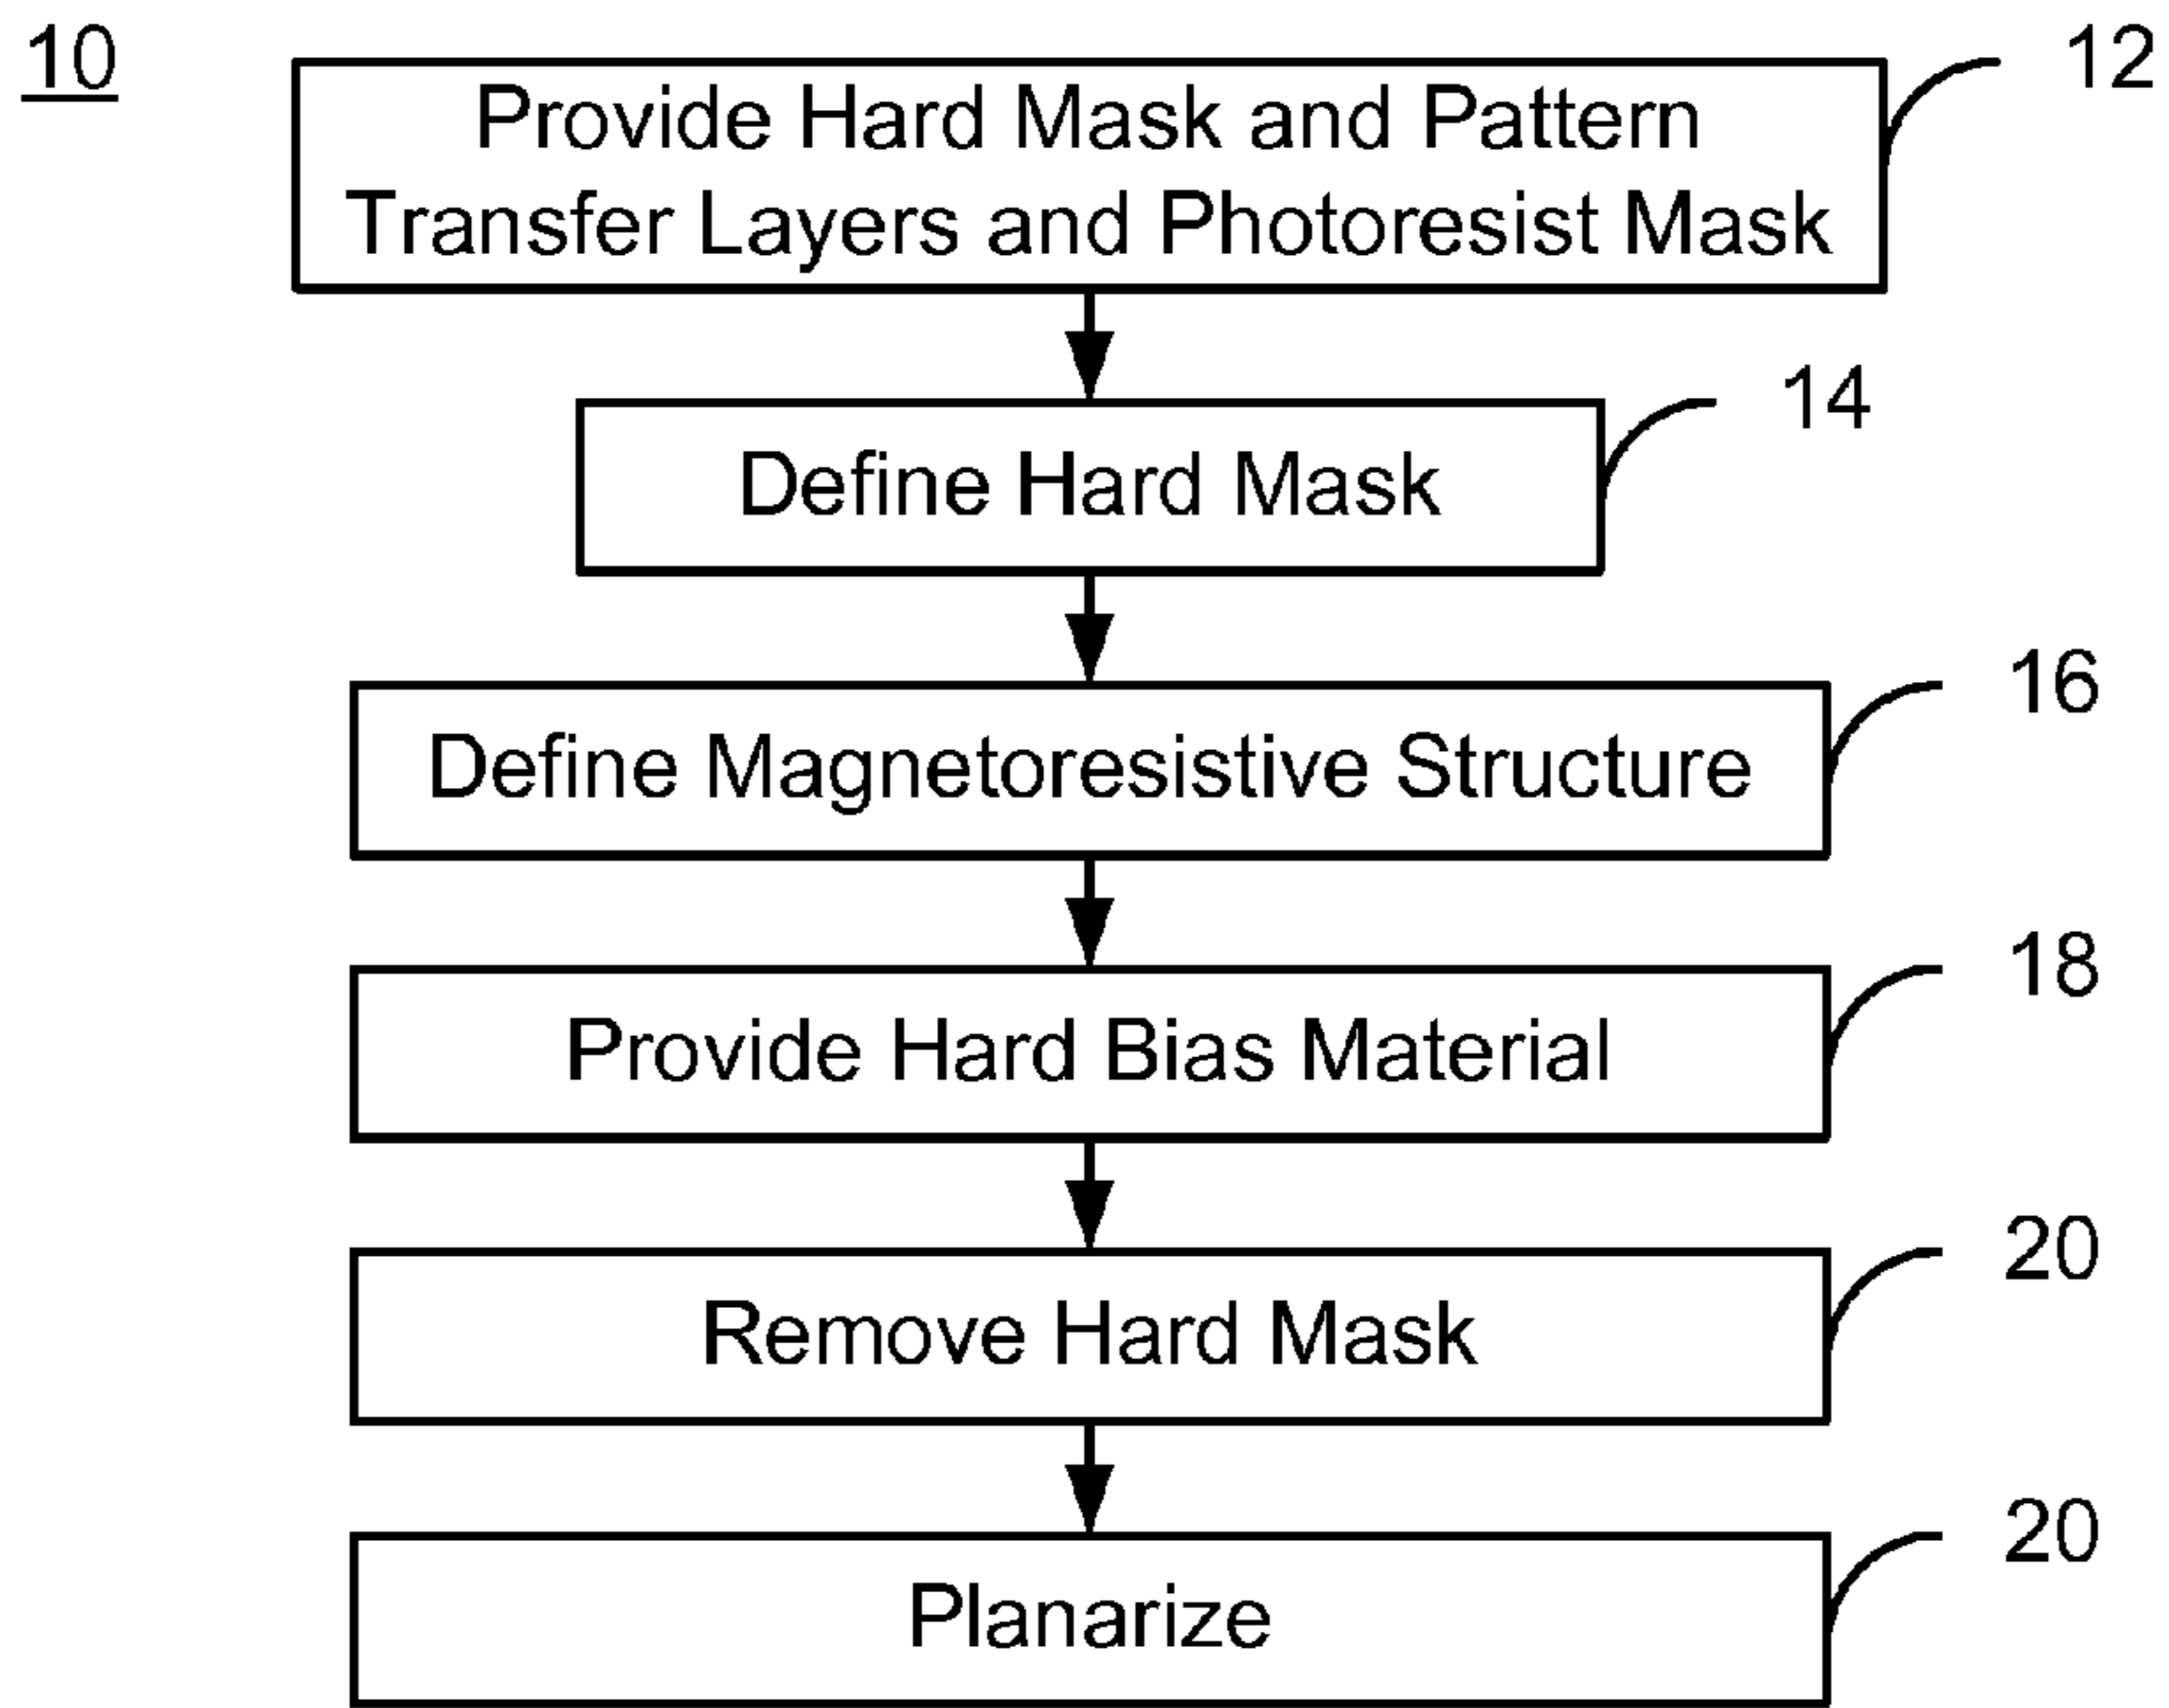 10
12
Provide Hard Mask and Pattern
Transfer Layers and Photoresist Mask
14
Define Hard Mask
16
Define Magnetoresistive Structure
18
Provide Hard Bias Material
20
Remove Hard Mask
20
Planarize